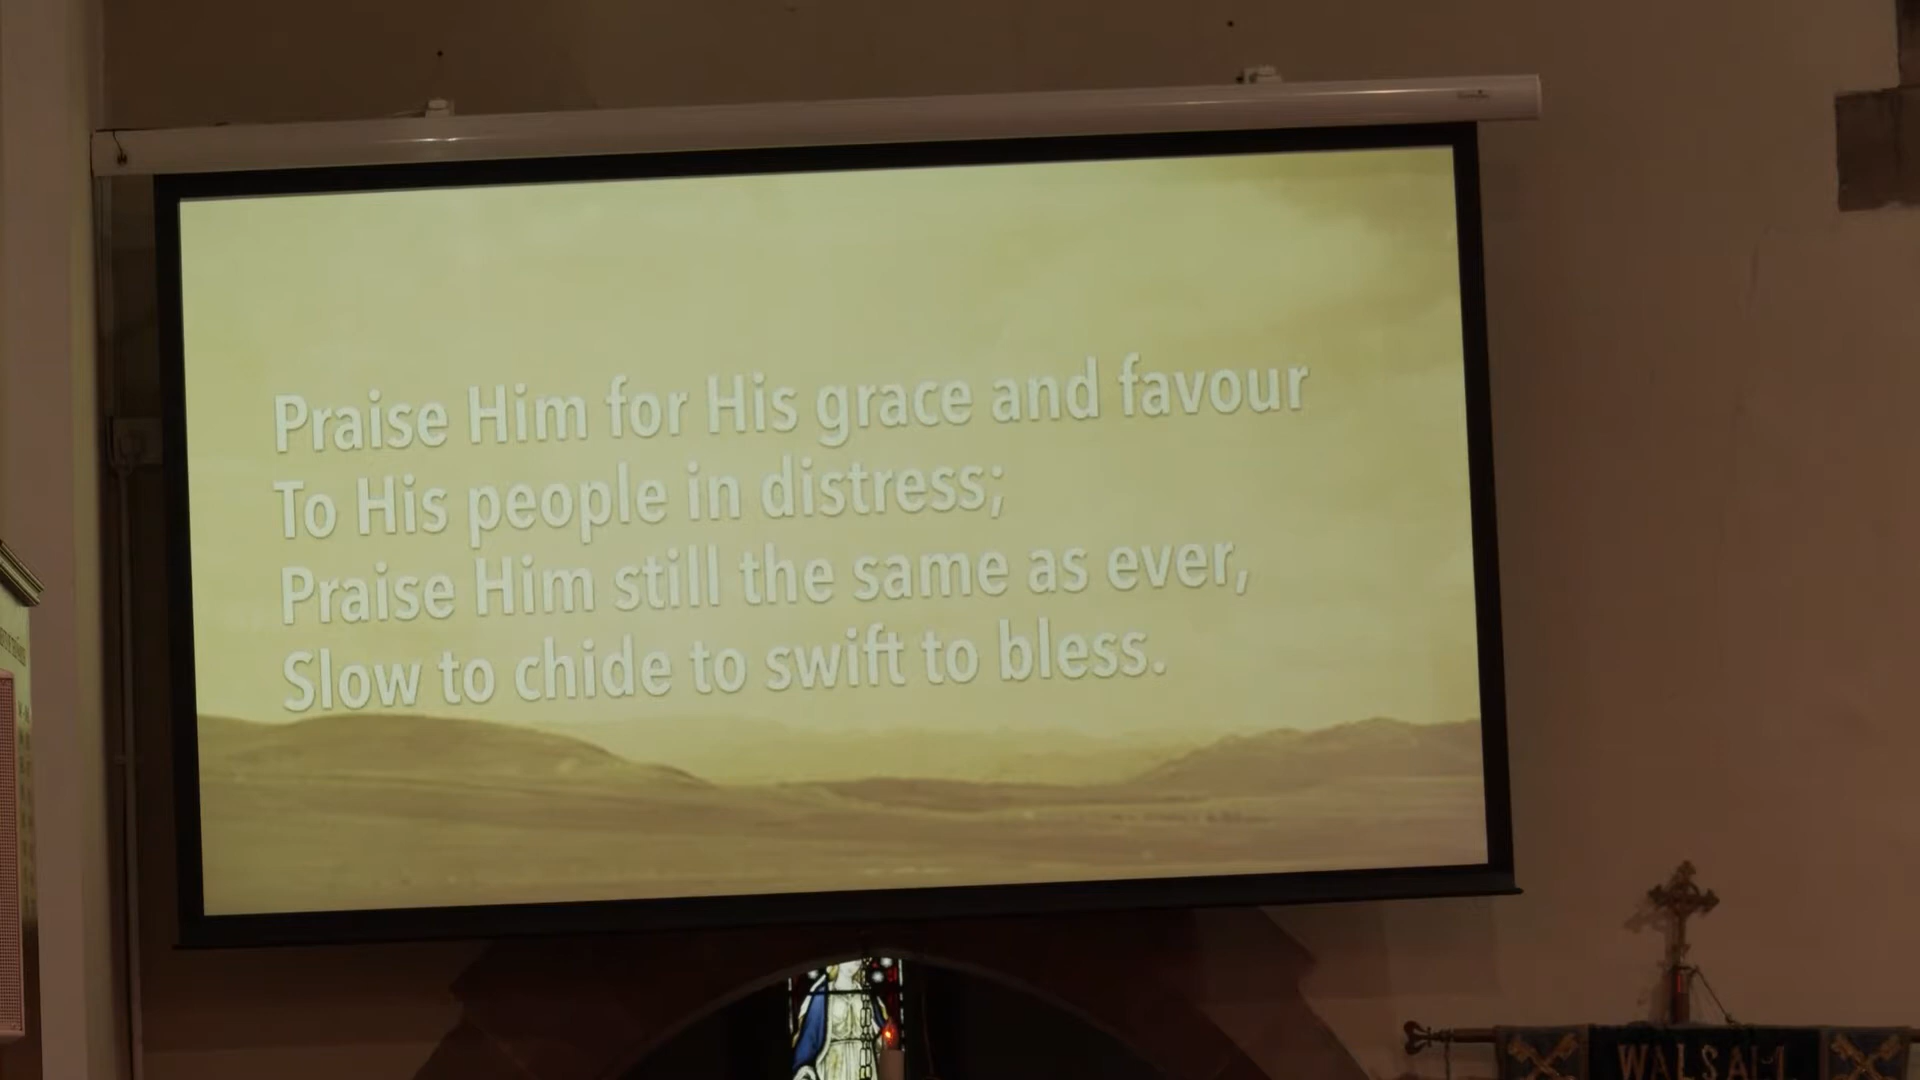 Praise Him for His grace and favour
To His people in distress;
Praise Him still the same as ever,
Slow to chide to swift to bless.